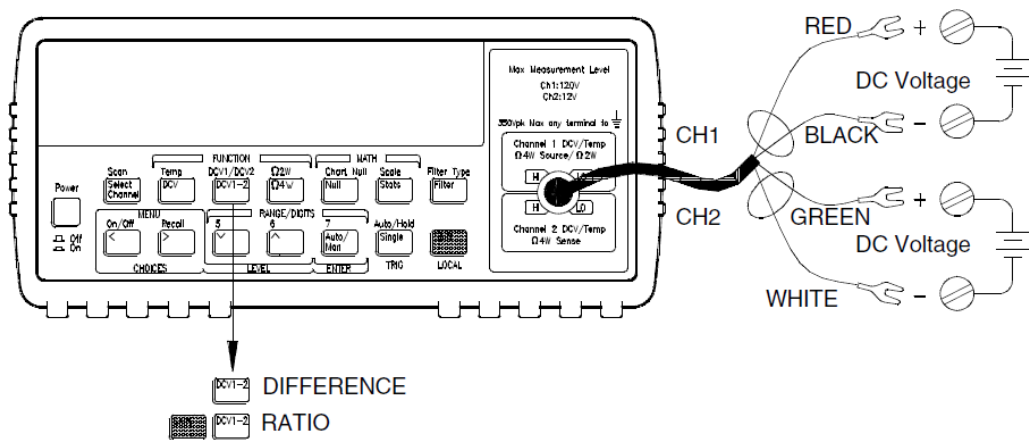 Max Measurement Level
Ch1:120V
Ch2:12V
350Vpk Max any terminal to
Channel 1 DCV/Temp
Ω4W Source/ Ω2W
HI LO
HI LO
Channel 2 DCV/Temp
Ω4W Sense
FUNCTION
MATH
Scan
Temp
DCV1/DCV2
Ω2W
Chart Null
Scale
Filter Type
Power
Select
Channel
DCV
DCV1-2
Ω4W
Null
Stats
Filter
Off
On
MENU
RANGE/DIGITS
On/Off
Recall
5
6
7
Auto/Hold
<
>
Auto/
Man
Single
CHOICES
LEVEL
ENTER
TRIG
LOCAL
RED
+
DC Voltage
CH1
BLACK
-
CH2
GREEN
+
DC Voltage
WHITE
-
DCV1-2 DIFFERENCE
DCV1-2 RATIO